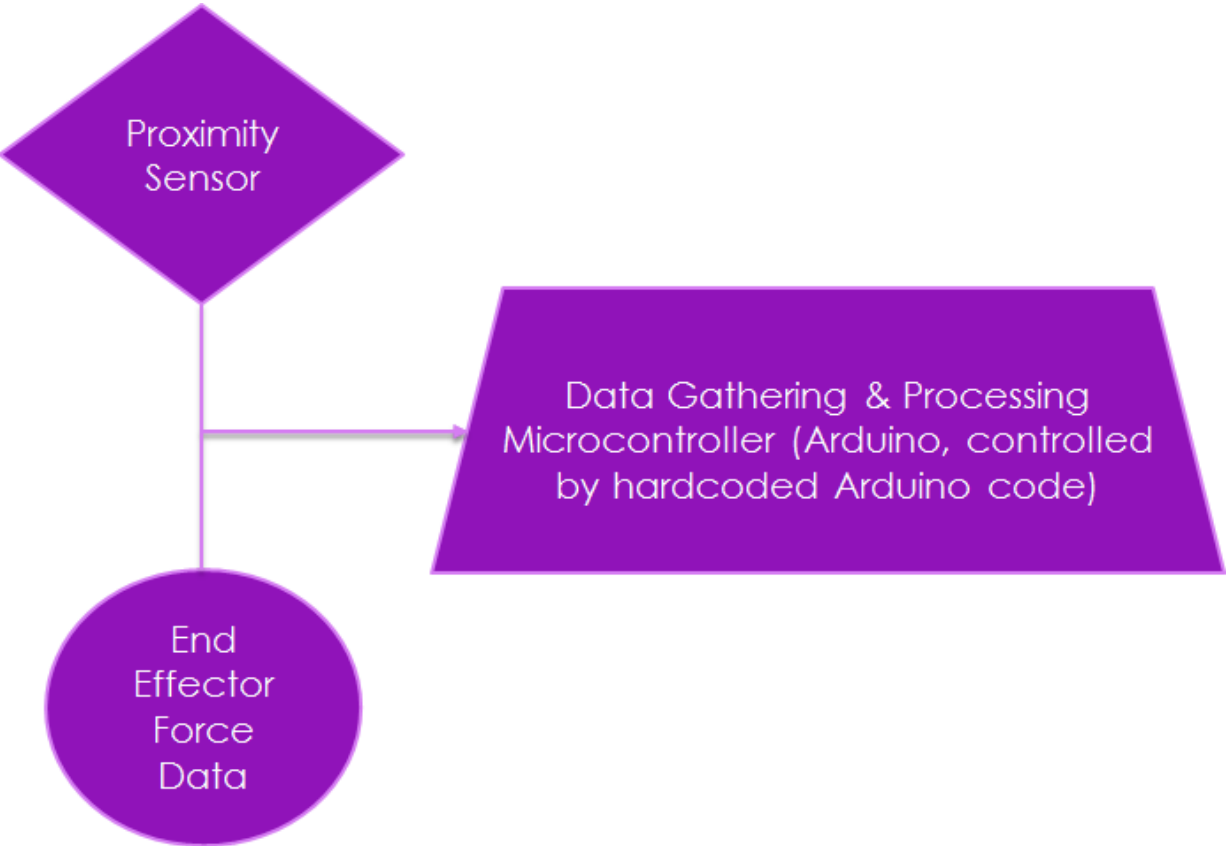 Proximity
Sensor
Data Gathering & Processing
Microcontroller (Arduino, controlled
by hardcoded Arduino code)
End
Effector
Force
Data